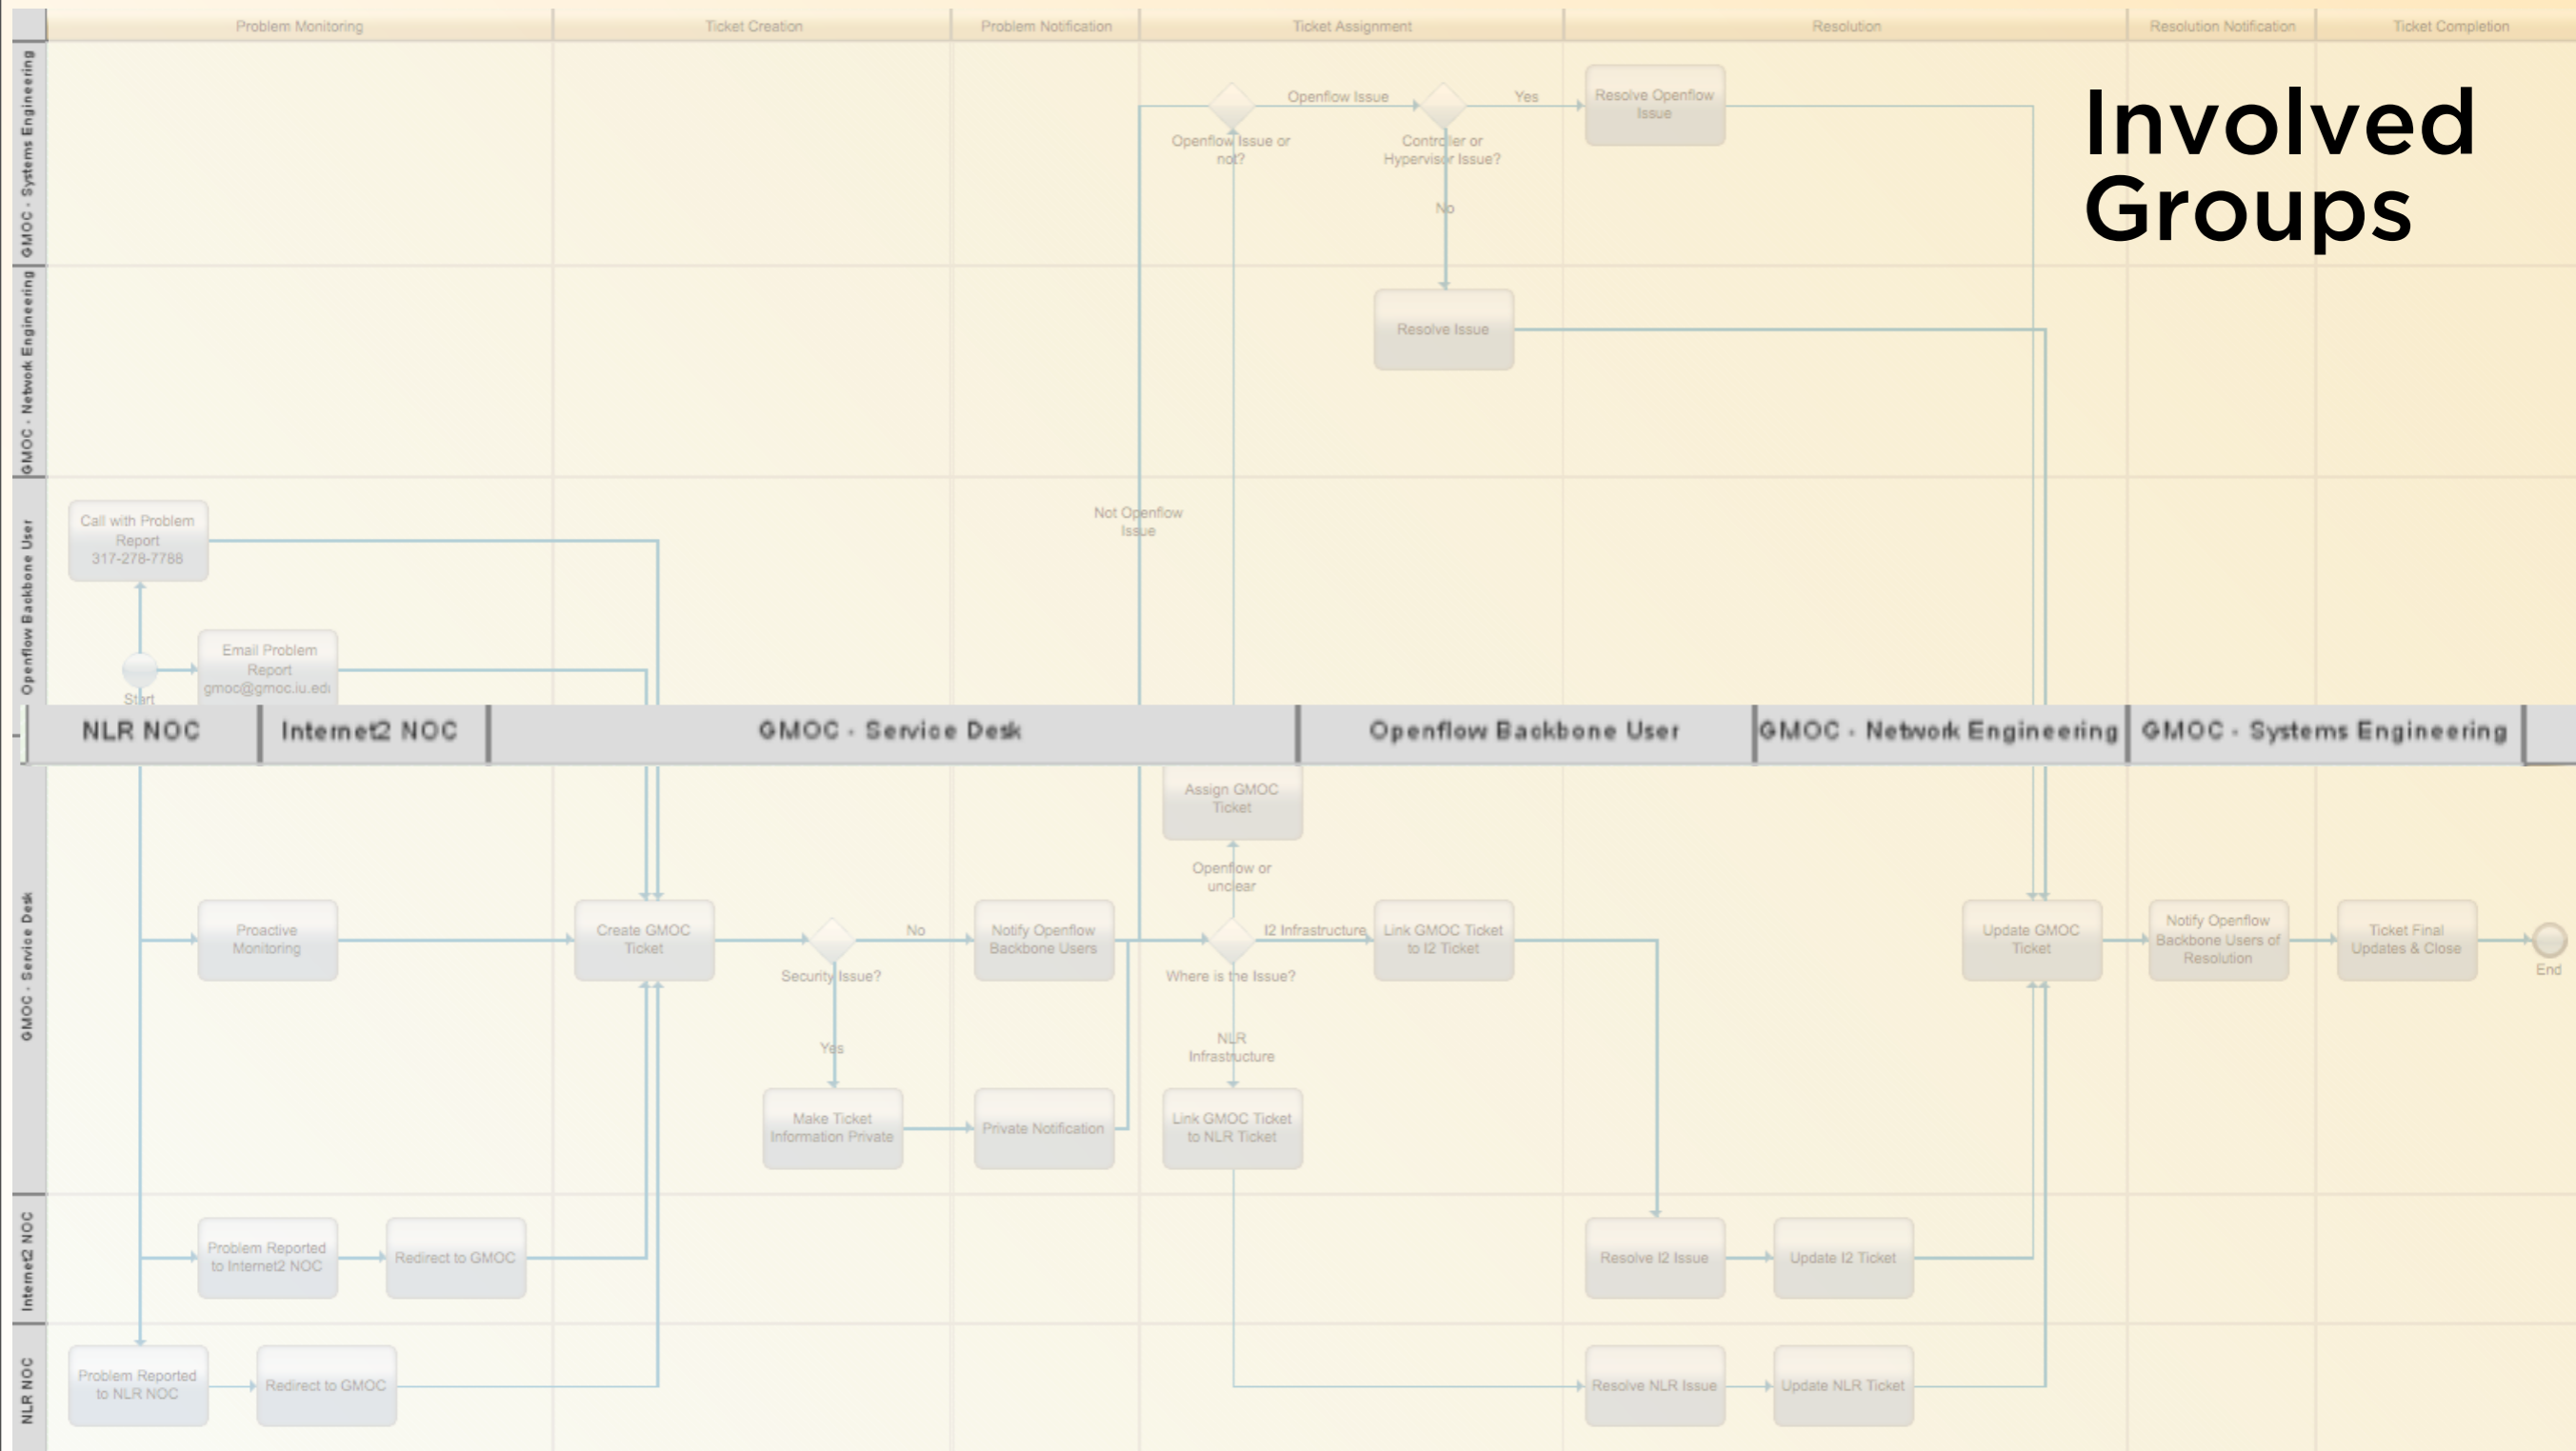 Problem Monitoring
Ticket Creation
Problem Notification
Ticket Assignment
Resolution
Resolution Notification
Ticket Completion
Involved
Groups
GMOC - Systems Engineering
Openflow Issue
Yes
Resolve Openflow
Issue
Openflow Issue or
not?
Controller or
Hypervisor Issue?
No
GMOC - Network Engineering
Resolve Issue
Openflow Backbone User
Call with Problem
Report
317-278-7788
Not Openflow
Issue
Email Problem
Report
gmoc@gmoc.iu.edu
Start
NLR NOC
Internet2 NOC
GMOC - Service Desk
Openflow Backbone User
GMOC - Network Engineering
GMOC - Systems Engineering
GMOC - Service Desk
Assign GMOC
Ticket
Openflow or
unclear
Proactive
Monitoring
Create GMOC
Ticket
No
Security Issue?
Notify Openflow
Backbone Users
I2 Infrastructure
Where is the Issue?
Link GMOC Ticket
to I2 Ticket
Update GMOC
Ticket
Notify Openflow
Backbone Users of
Resolution
Ticket Final
Updates & Close
End
Yes
NLR
Infrastructure
Make Ticket
Information Private
Private Notification
Link GMOC Ticket
to NLR Ticket
Internet2 NOC
Problem Reported
to Internet2 NOC
Redirect to GMOC
Resolve I2 Issue
Update I2 Ticket
NLR NOC
Problem Reported
to NLR NOC
Redirect to GMOC
Resolve NLR Issue
Update NLR Ticket